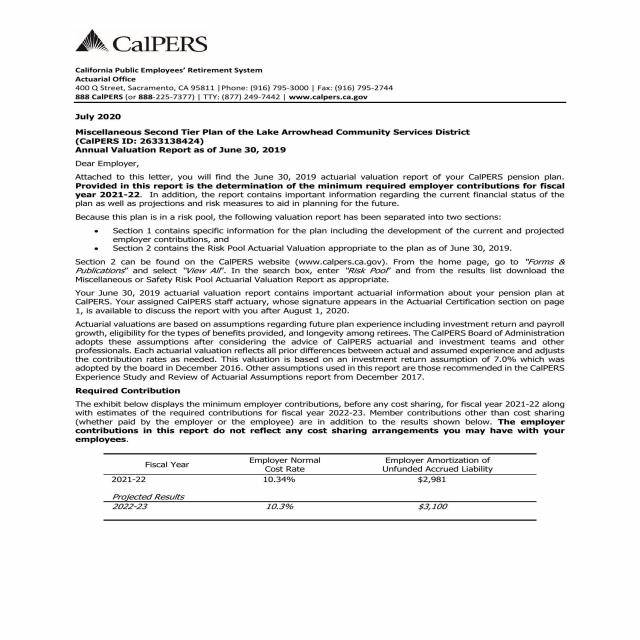 CalPERS
California Public Employees' Retirement System
Actuarial Office
400 Q Street, Sacramento, CA 95811 |Phone: (916) 795-3000 | Fax: (916) 795-2744
888 CalPERS (or 888-225-7377) | TTY: (877) 249-7442 | www.calpers.ca.gov
July 2020
Miscellaneous Second Tier Plan of the Lake Arrowhead Community Services District
(CalPERS ID: 2633138424)
Annual Valuation Report as of June 30, 2019
Dear Employer,
Attached to this letter, you will find the June 30, 2019 actuarial valuation report of your CalPERS pension plan.
Provided in this report is the determination of the minimum required employer contributions for fiscal
year 2021-22. In addition, the report contains important information regarding the current financial status of the
plan as well as projections and risk measures to aid in planning for the future.
Because this plan is in a risk pool, the following valuation report has been separated into two sections:
• Section 1 contains specific information for the plan including the development of the current and projected
employer contributions, and
• Section 2 contains the Risk Pool Actuarial Valuation appropriate to the plan as of June 30, 2019.
Section 2 can be found on the CalPERS website (www.calpers.ca.gov). From the home page, go to "Forms &
Publications" and select "View All". In the search box, enter "Risk Pool" and from the results list download the
Miscellaneous or Safety Risk Pool Actuarial Valuation Report as appropriate.
Your June 30, 2019 actuarial valuation report contains important actuarial information about your pension plan at
CalPERS. Your assigned CalPERS staff actuary, whose signature appears in the Actuarial Certification section on page
1, is available to discuss the report with you after August 1, 2020.
Actuarial valuations are based on assumptions regarding future plan experience including investment return and payroll
growth, eligibility for the types of benefits provided, and longevity among retirees. The CalPERS Board of Administration
adopts these assumptions after considering the advice of CalPERS actuarial and investment teams and other
professionals. Each actuarial valuation reflects all prior differences between actual and assumed experience and adjusts
the contribution rates as needed. This valuation is based on an investment return assumption of 7.0% which was
adopted by the board in December 2016. Other assumptions used in this report are those recommended in the CalPERS
Experience Study and Review of Actuarial Assumptions report from December 2017.
Required Contribution
The exhibit below displays the minimum employer contributions, before any cost sharing, for fiscal year 2021-22 along
with estimates of the required contributions for fiscal year 2022-23. Member contributions other than cost sharing
(whether paid by the employer or the employee) are in addition to the results shown below. The employer
contributions in this report do not reflect any cost sharing arrangements you may have with your
employees.
Fiscal Year Employer Normal Cost Rate Employer Amortization of Unfunded Accrued Liability
2021-22 10.34% $2,981
Projected Results
2022-23 10.3% $3,100